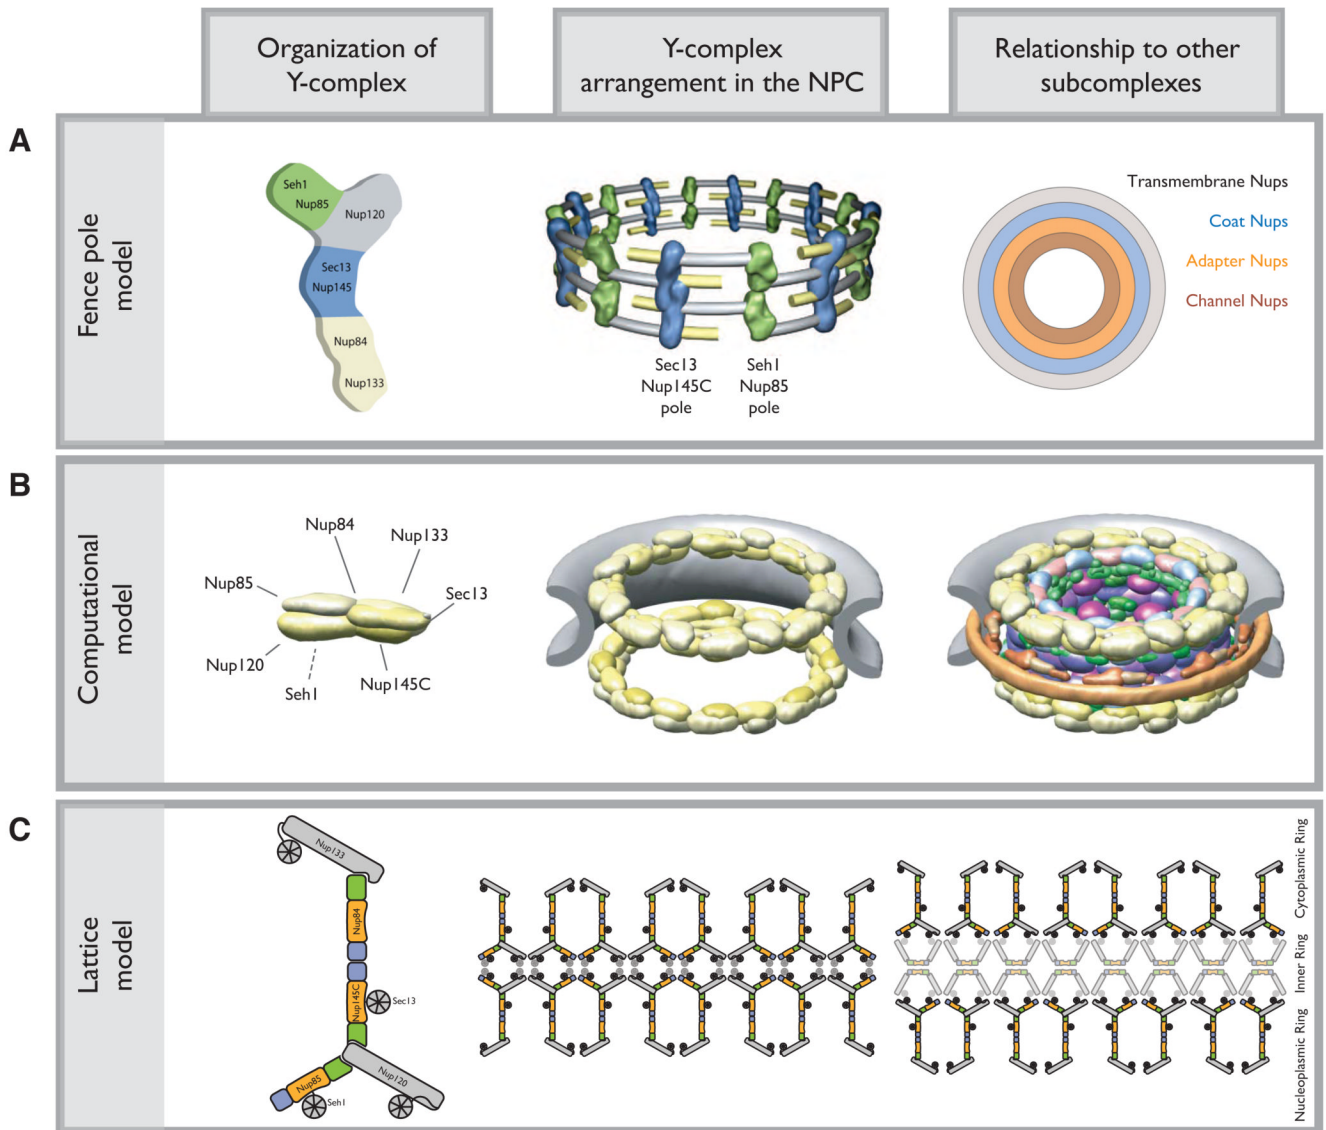 Organization of
Y-complex
Y-complex
arrangement in the NPC
Relationship to other
subcomplexes
A
Fence pole
model
Seh1
Nup85
Nup120
Sec13
Nup145
Nup84
Nup133
Sec13
Nup145C
pole
Seh1
Nup85
pole
Transmembrane Nups
Coat Nups
Adapter Nups
Channel Nups
B
Computational
model
Nup84
Nup133
Nup85
Sec13
Nup120
Seh1
Nup145C
C
Lattice
model
Nup133
Nup84
Nup145C
Sec13
Nup85
Nup120
Seh1
Cytoplasmic Ring
Inner Ring
Nucleoplasmic Ring